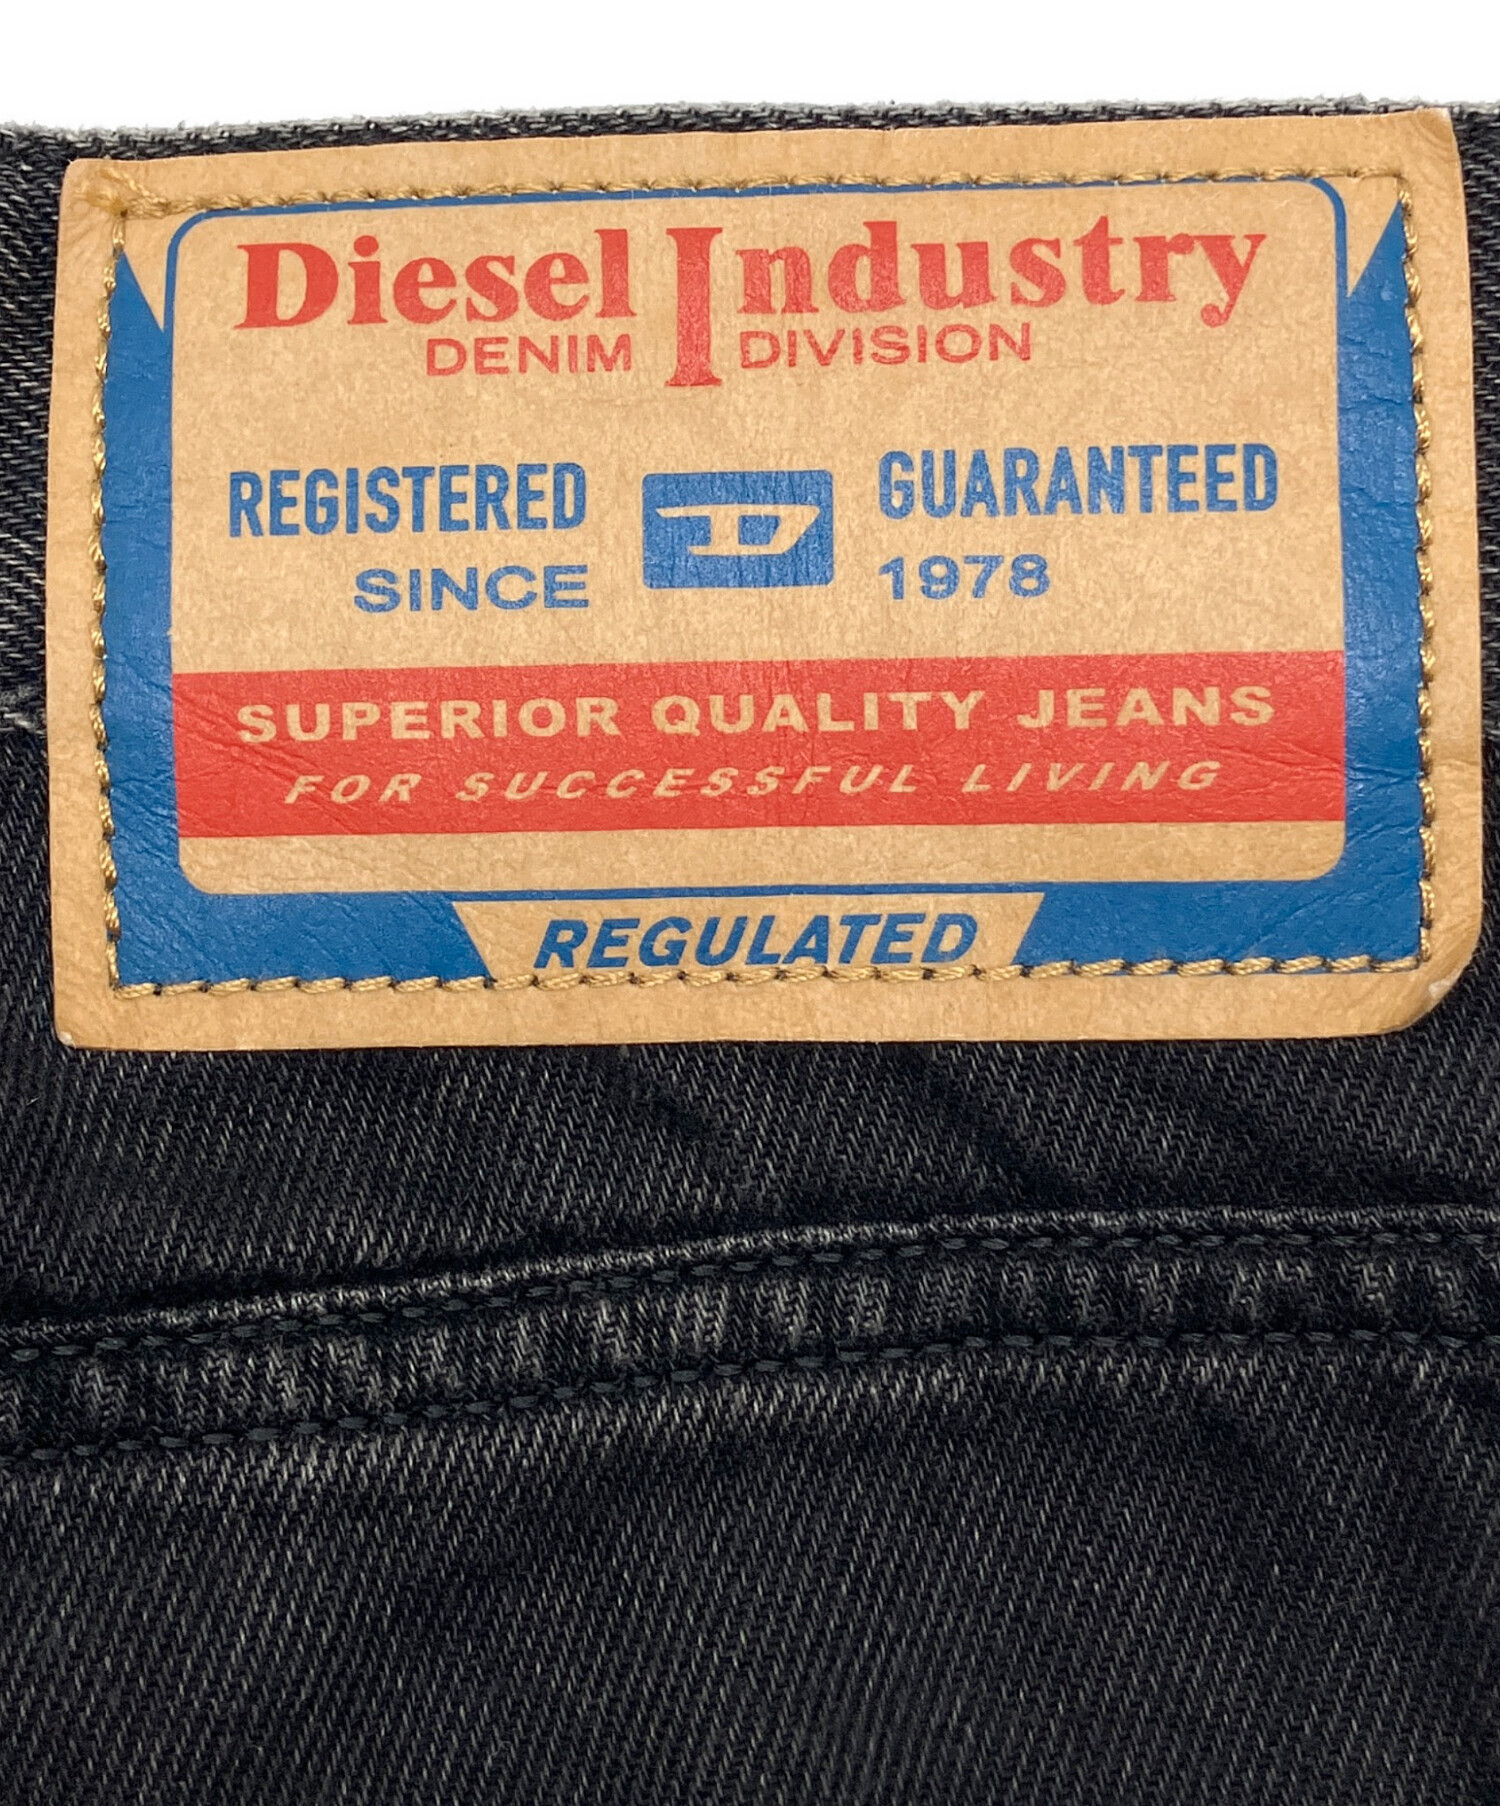 Diesel Industry
DENIM DIVISION
REGISTERED D GUARANTEED
SINCE 1978
SUPERIOR QUALITY JEANS
FOR SUCCESSFUL LIVING
REGULATED